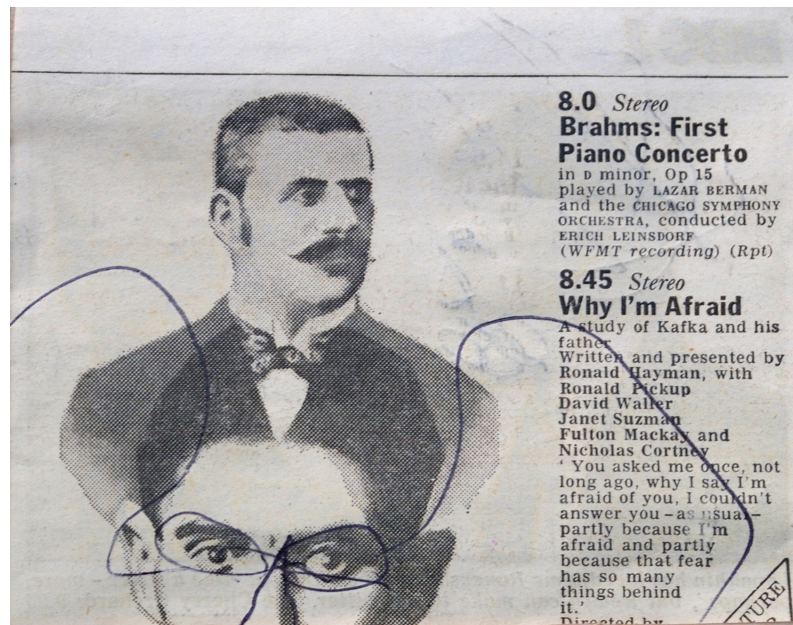 8.0 Stereo
Brahms: First
Piano Concerto
in D minor, Op 15
played by LAZAR BERMAN
and the CHICAGO SYMPHONY
ORCHESTRA, conducted by
ERICH LEINSDORF
(WFMT recording) (Rpt)
8.45 Stereo
Why I'm Afraid
A study of Kafka and his
father
Written and presented by
Ronald Hayman, with
Ronald Pickup
David Waller
Janet Suzman
Fulton Mackay and
Nicholas Cortney
‘ You asked me once, not
long ago, why I say I'm
afraid of you, I couldn't
answer you – as usual –
partly because I'm
afraid and partly
because that fear
has so many
things behind
it.’
Directed by
TURE